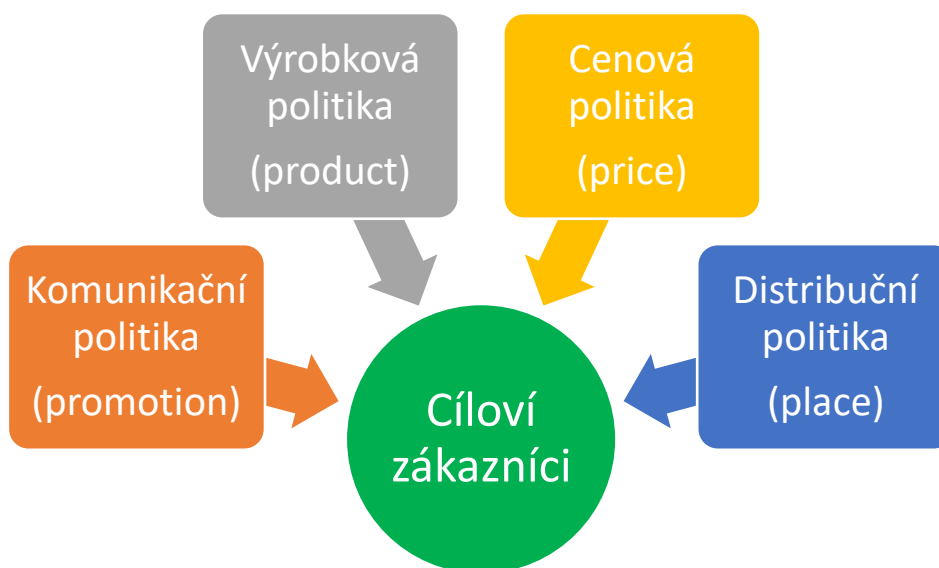 Komunikační
politika
(promotion)
Výrobková
politika
(product)
Cenová
politika
(price)
Distribuční
politika
(place)
Cíloví
zákazníci